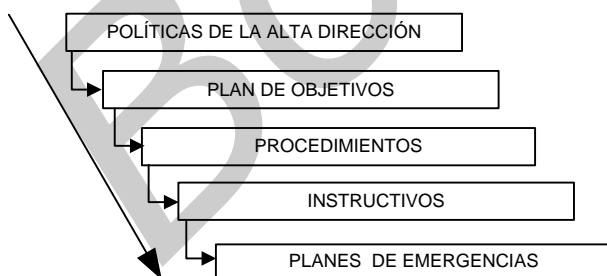 POLÍTICAS DE LA ALTA DIRECCIÓN
PLAN DE OBJETIVOS
PROCEDIMIENTOS
INSTRUCTIVOS
PLANES DE EMERGENCIAS